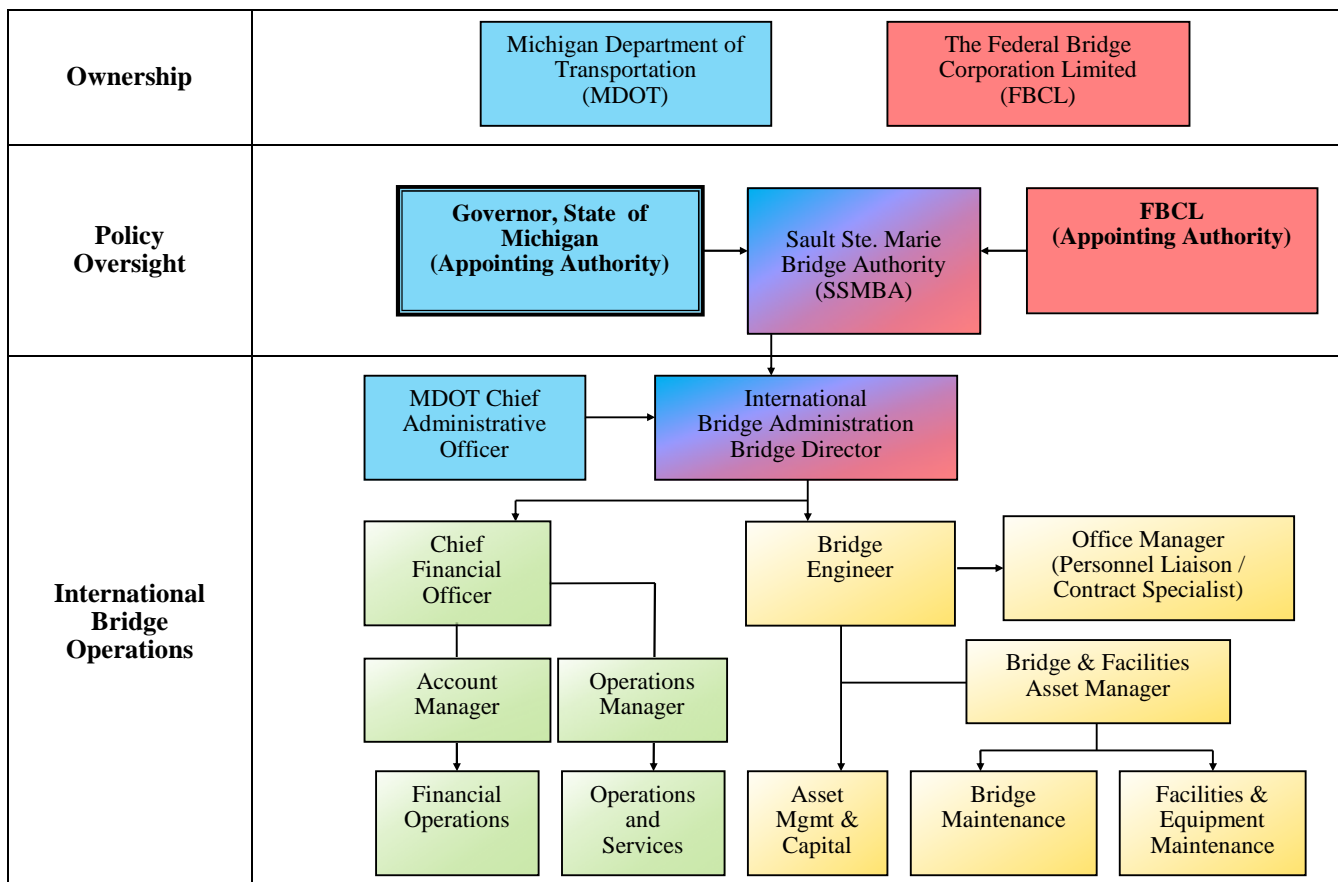 Ownership
Michigan Department of
Transportation
(MDOT)
The Federal Bridge
Corporation Limited
(FBCL)
Policy
Oversight
Governor, State of
Michigan
(Appointing Authority)
Sault Ste. Marie
Bridge Authority
(SSMBA)
FBCL
(Appointing Authority)
International
Bridge
Operations
MDOT Chief
Administrative
Officer
International
Bridge Administration
Bridge Director
Chief
Financial
Officer
Bridge
Engineer
Office Manager
(Personnel Liaison /
Contract Specialist)
Account
Manager
Operations
Manager
Bridge & Facilities
Asset Manager
Financial
Operations
Operations
and
Services
Asset
Mgmt &
Capital
Bridge
Maintenance
Facilities &
Equipment
Maintenance